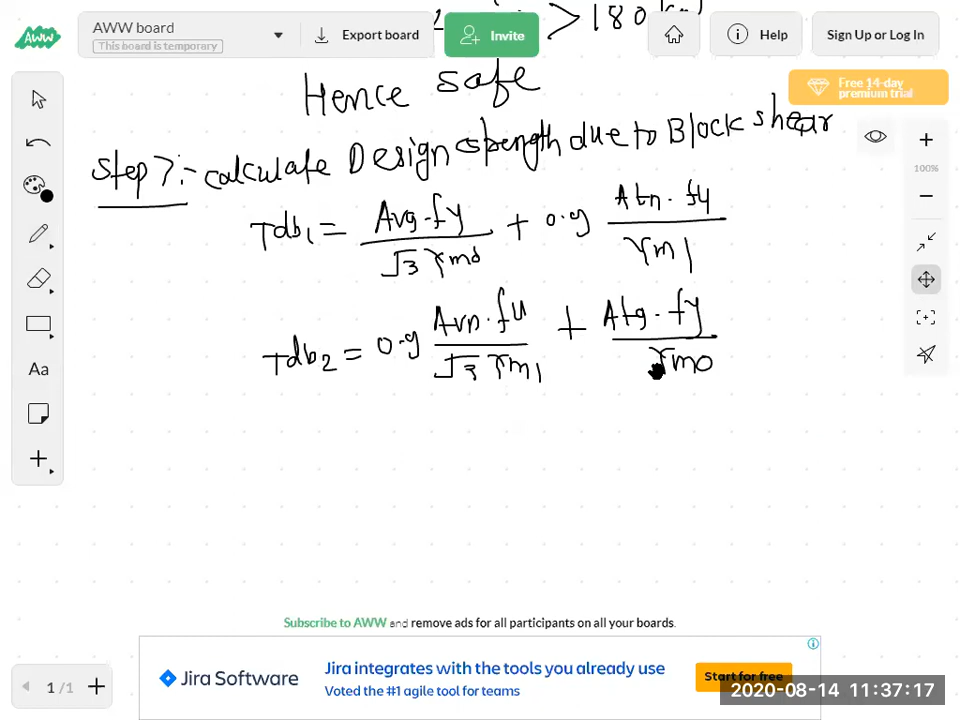 AWW
AWW board
This board is temporary
Export board
Invite
Help
Sign Up or Log In
Free 14-day
premium trial
> 180
Hence safe
Step 7:- calculate Design strength due to Block shear
Tdb1 = Avg.fy / √3 γm0 + 0.9 Atn.fy / γm1
Tdb2 = 0.9 Avn.fu / √3 γm1 + Atg.fy / γm0
100%
Aa
Subscribe to AWW and remove ads for all participants on all your boards.
Jira Software
Jira integrates with the tools you already use
Voted the #1 agile tool for teams
Start for free
1 /1
2020-08-14 11:37:17